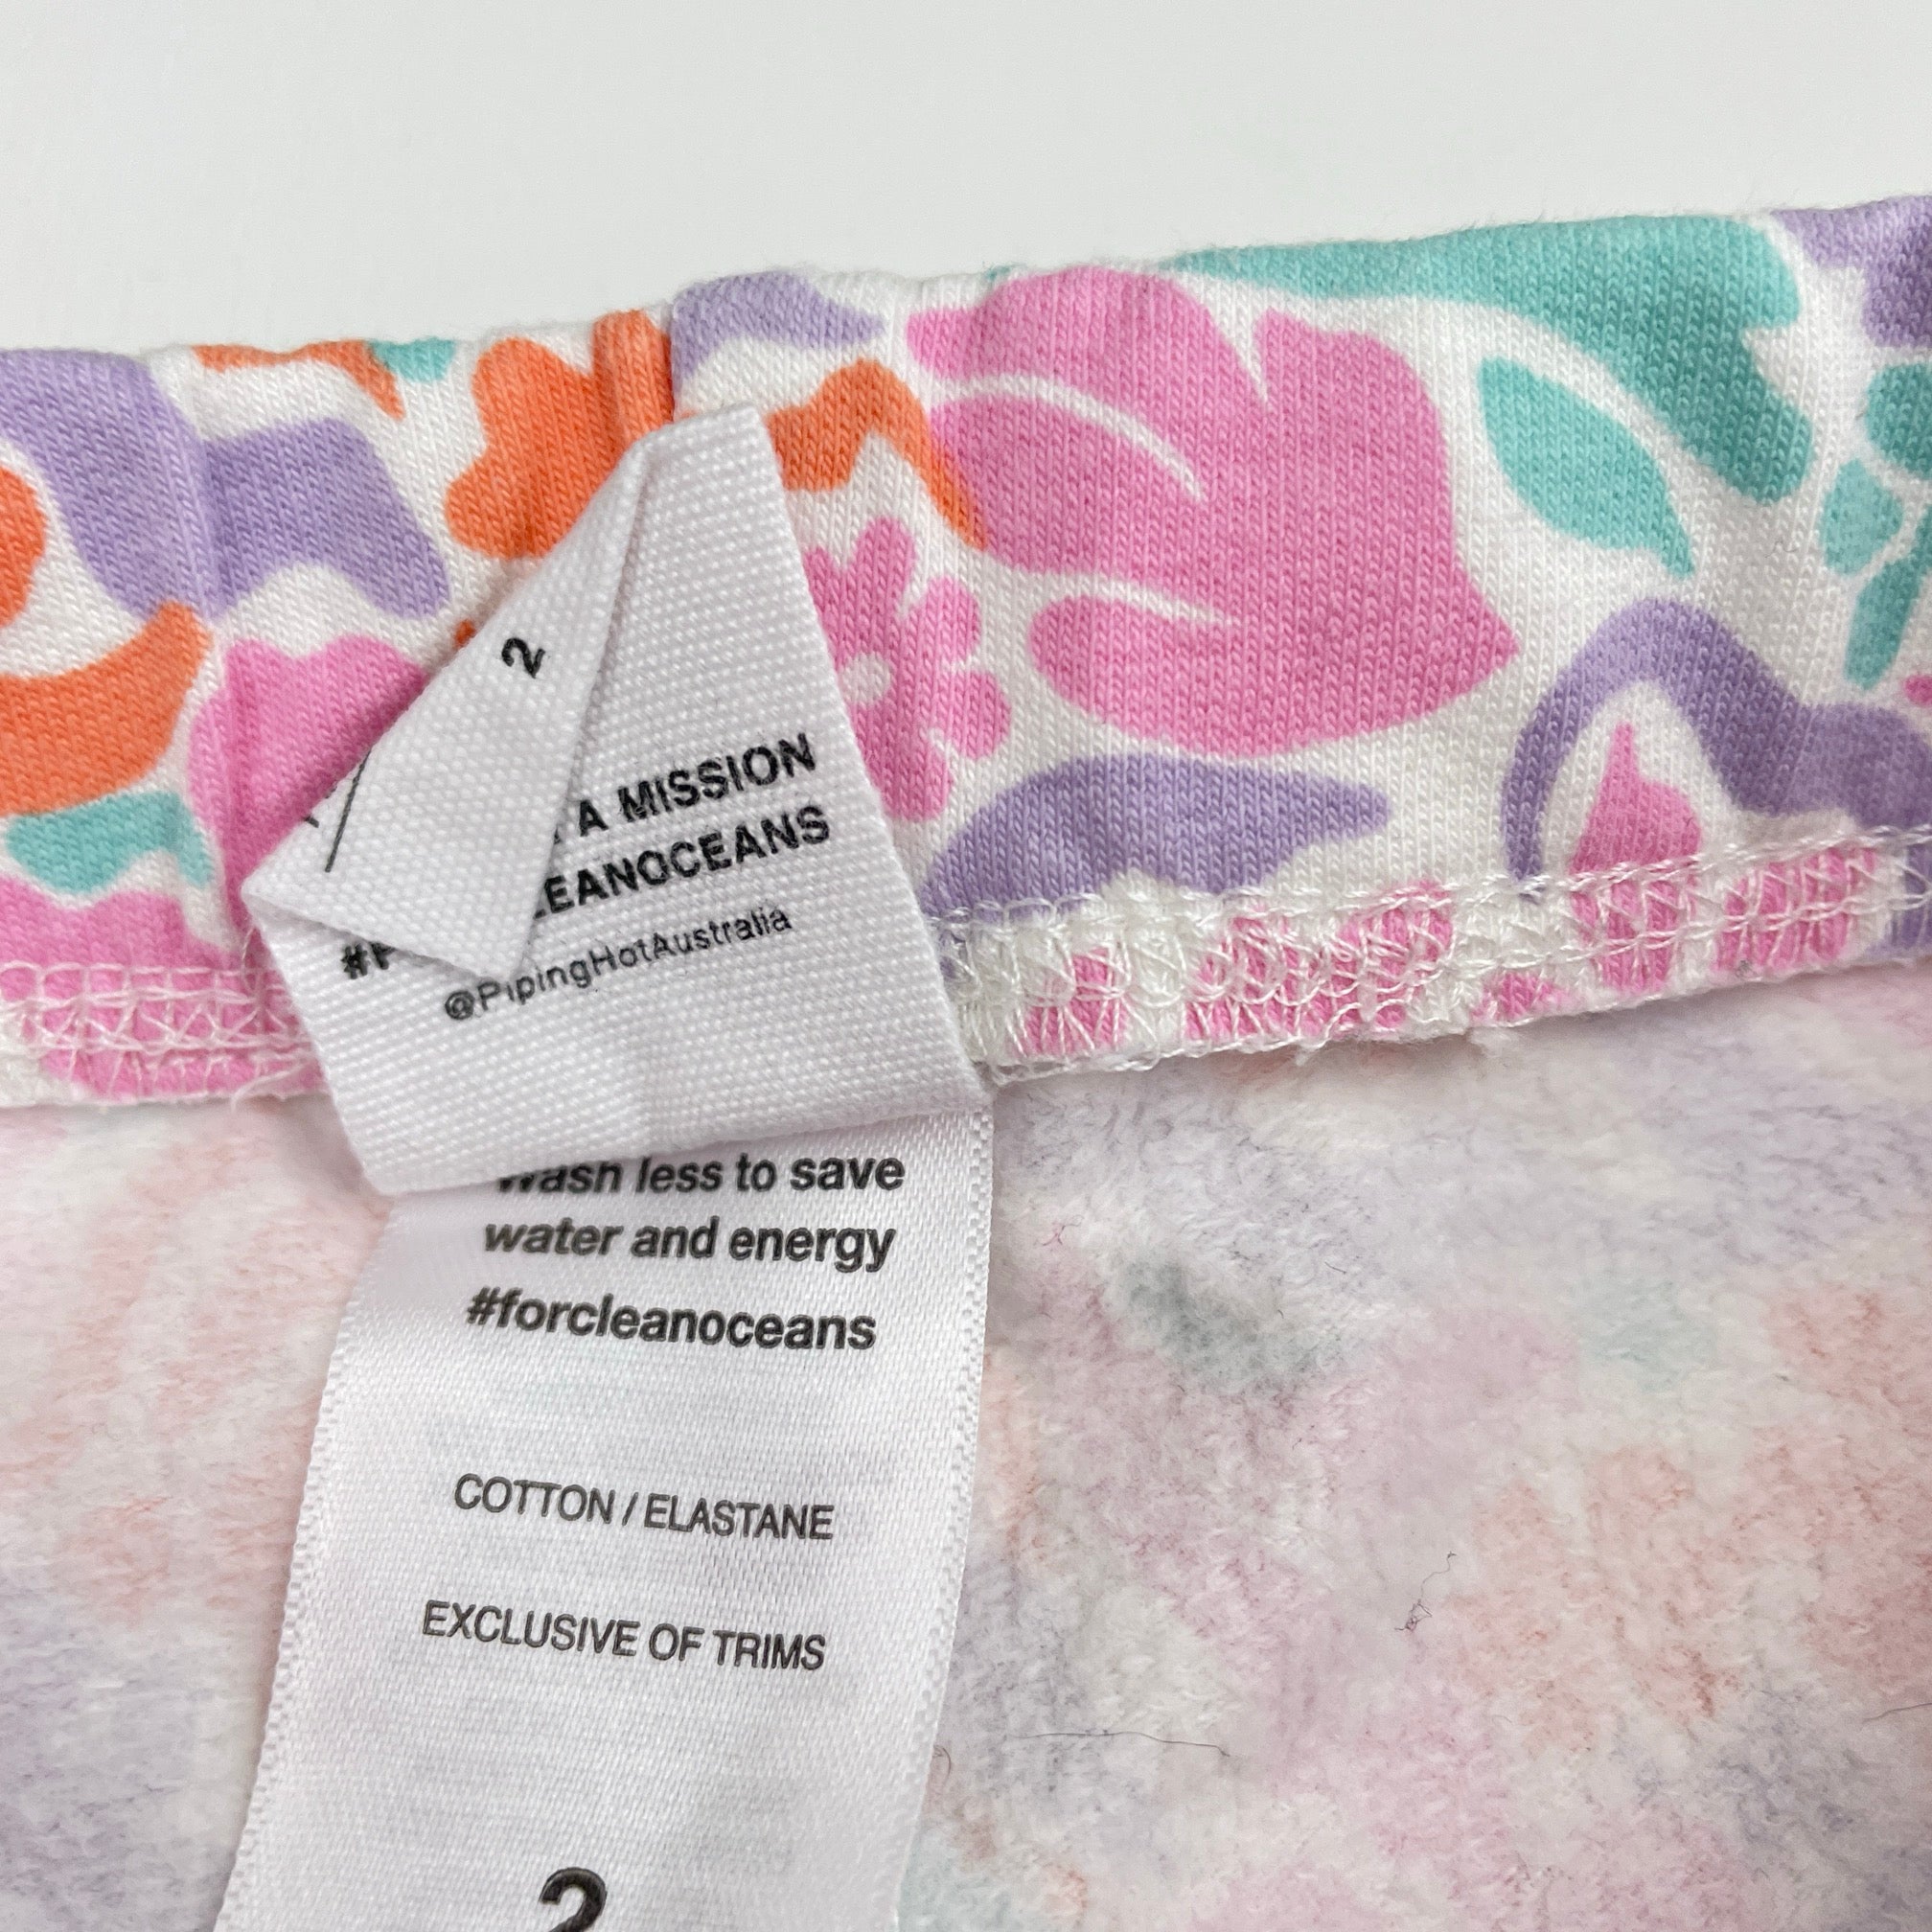 2
A MISSION
EANOCEANS
@PipingHotAustralia
wash less to save
water and energy
#forcleanoceans
COTTON / ELASTANE
EXCLUSIVE OF TRIMS
2